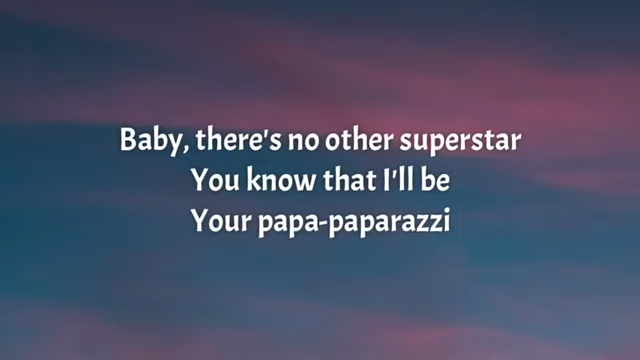 Baby, there's no other superstar
You know that I'll be
Your papa-paparazzi